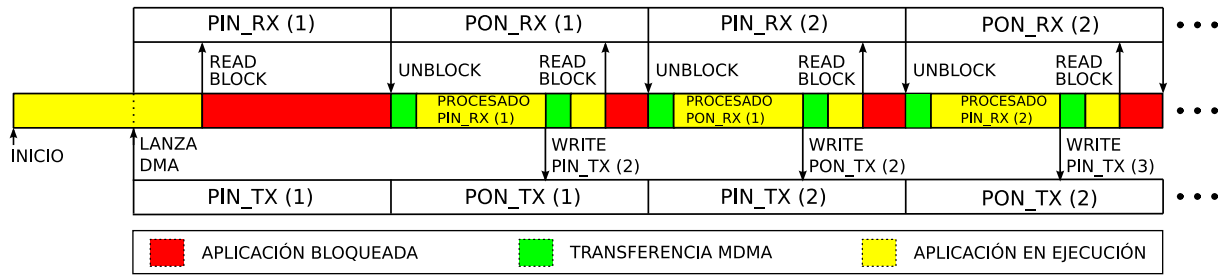 PIN_RX (1) PON_RX (1) PIN_RX (2) PON_RX (2) • • •
READ BLOCK UNBLOCK READ BLOCK UNBLOCK READ BLOCK UNBLOCK READ BLOCK
PROCESADO PIN_RX (1) PROCESADO PON_RX (1) PROCESADO PIN_RX (2) • • •
INICIO LANZA DMA WRITE PIN_TX (2) WRITE PON_TX (2) WRITE PIN_TX (3)
PIN_TX (1) PON_TX (1) PIN_TX (2) PON_TX (2) • • •
APLICACIÓN BLOQUEADA TRANSFERENCIA MDMA APLICACIÓN EN EJECUCIÓN